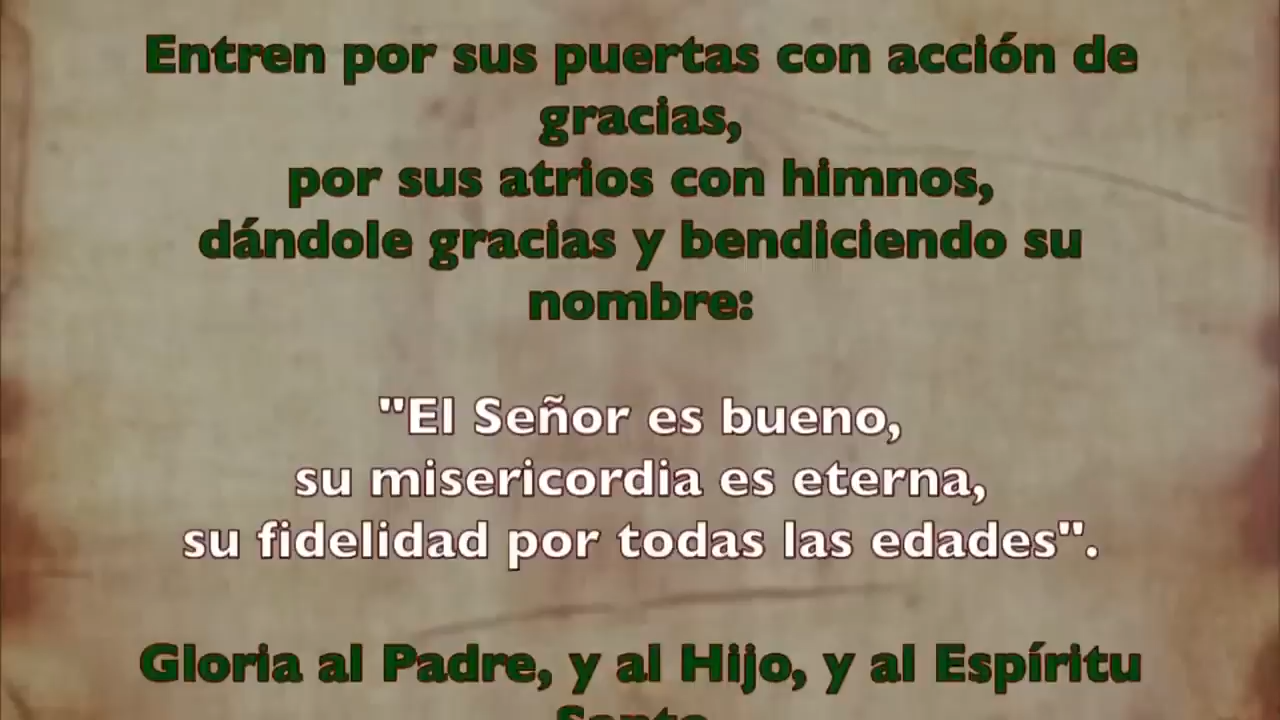 Entren por sus puertas con acción de
gracias,
por sus atrios con himnos,
dándole gracias y bendiciendo su
nombre:
"El Señor es bueno,
su misericordia es eterna,
su fidelidad por todas las edades".
Gloria al Padre, y al Hijo, y al Espíritu